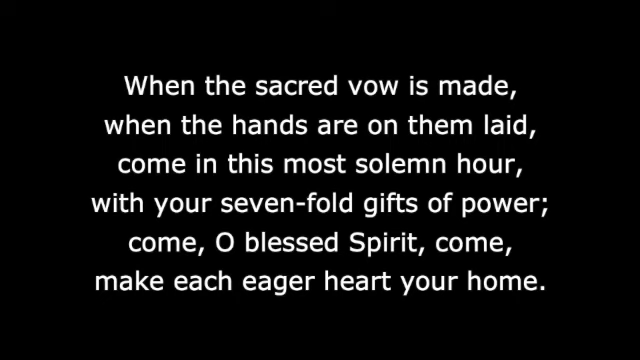 When the sacred vow is made,
when the hands are on them laid,
come in this most solemn hour,
with your seven-fold gifts of power;
come, O blessed Spirit, come,
make each eager heart your home.